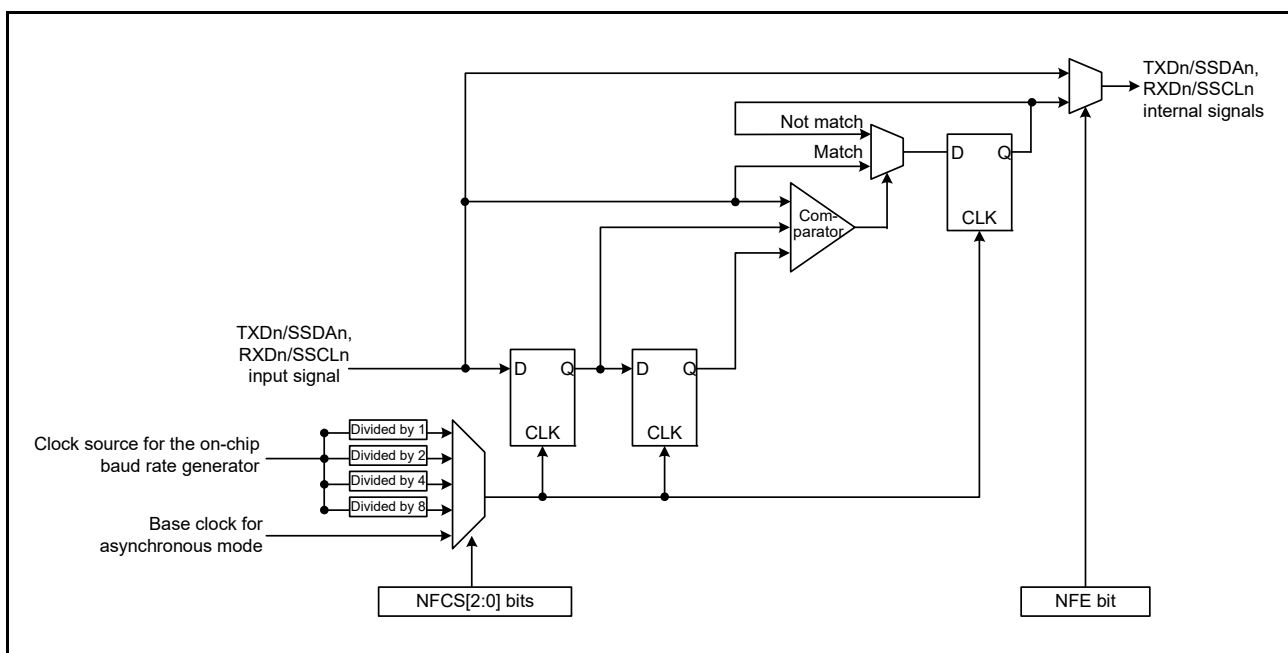 TXDn/SSDAn,
RXDn/SSCLn
internal signals
Not match
Match
D
Q
CLK
Com-
parator
TXDn/SSDAn,
RXDn/SSCLn
input signal
D
Q
CLK
D
Q
CLK
Clock source for the on-chip
baud rate generator
Divided by 1
Divided by 2
Divided by 4
Divided by 8
Base clock for
asynchronous mode
NFCS[2:0] bits
NFE bit